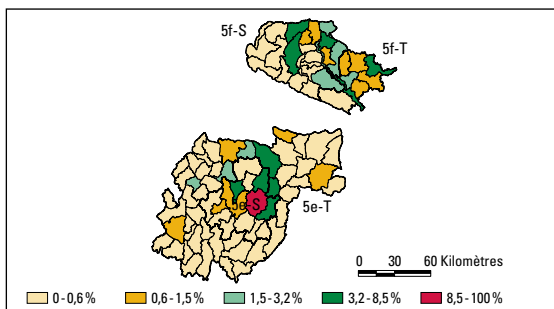 5f-S
5f-T
5e-S
5e-T
0 30 60 Kilomètres
0-0,6% 0,6-1,5% 1,5-3,2% 3,2-8,5% 8,5-100%